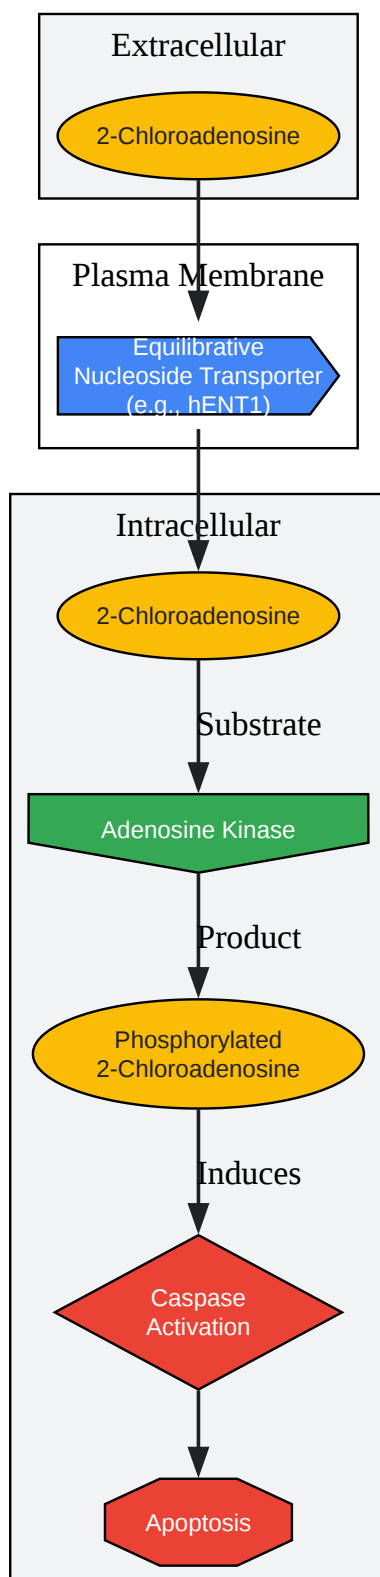 Extracellular
2-Chloroadenosine
Plasma Membrane
Equilibrative
Nucleoside Transporter
(e.g., hENT1)
Intracellular
2-Chloroadenosine
Substrate
Adenosine Kinase
Product
Phosphorylated
2-Chloroadenosine
Induces
Caspase
Activation
Apoptosis